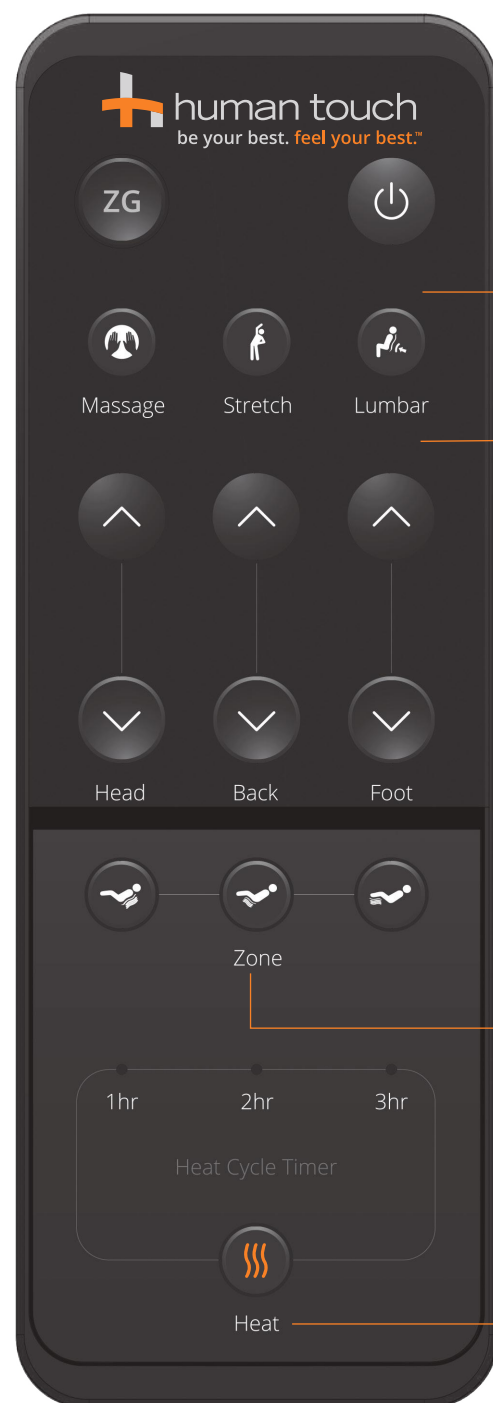 human touch
be your best. feel your best.™
ZG
Massage Stretch Lumbar
Head Back Foot
Zone
1hr 2hr 3hr
Heat Cycle Timer
Heat